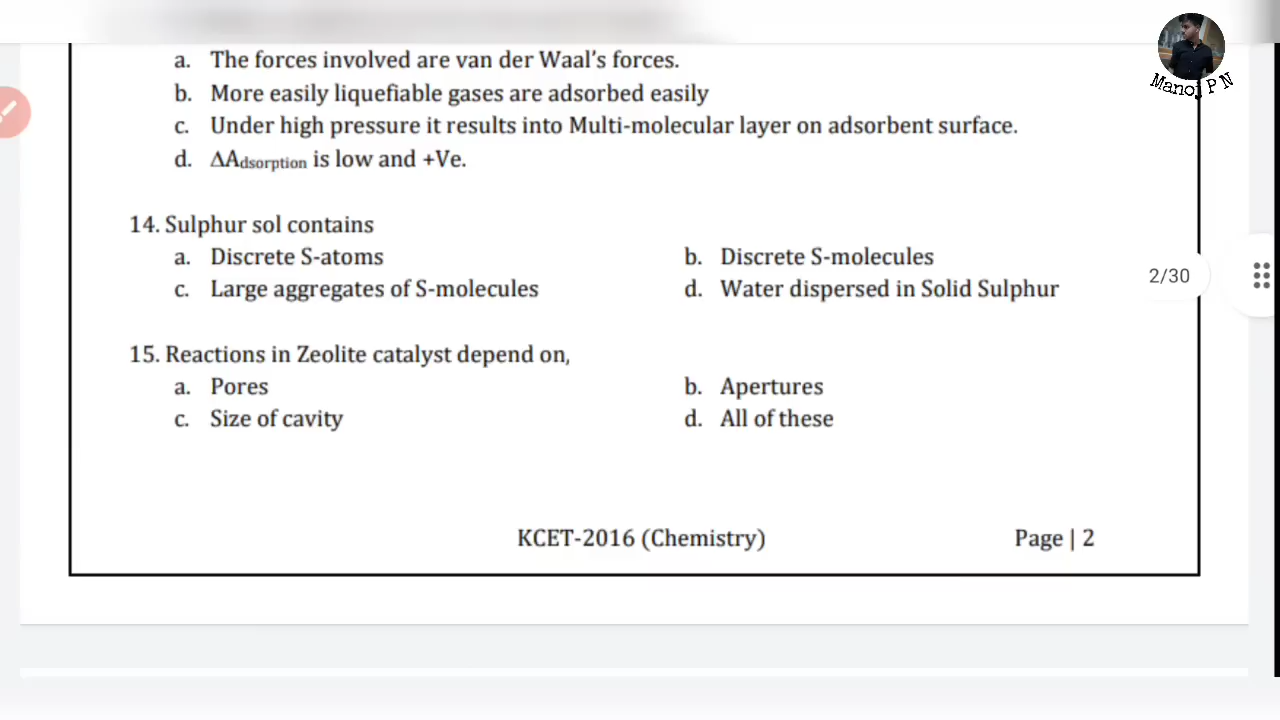 a. The forces involved are van der Waal's forces.
b. More easily liquefiable gases are adsorbed easily
c. Under high pressure it results into Multi-molecular layer on adsorbent surface.
d. ΔAdsorption is low and +Ve.
14. Sulphur sol contains
a. Discrete S-atoms b. Discrete S-molecules
c. Large aggregates of S-molecules d. Water dispersed in Solid Sulphur
15. Reactions in Zeolite catalyst depend on,
a. Pores b. Apertures
c. Size of cavity d. All of these
KCET-2016 (Chemistry) Page | 2
2/30
Manoj P N